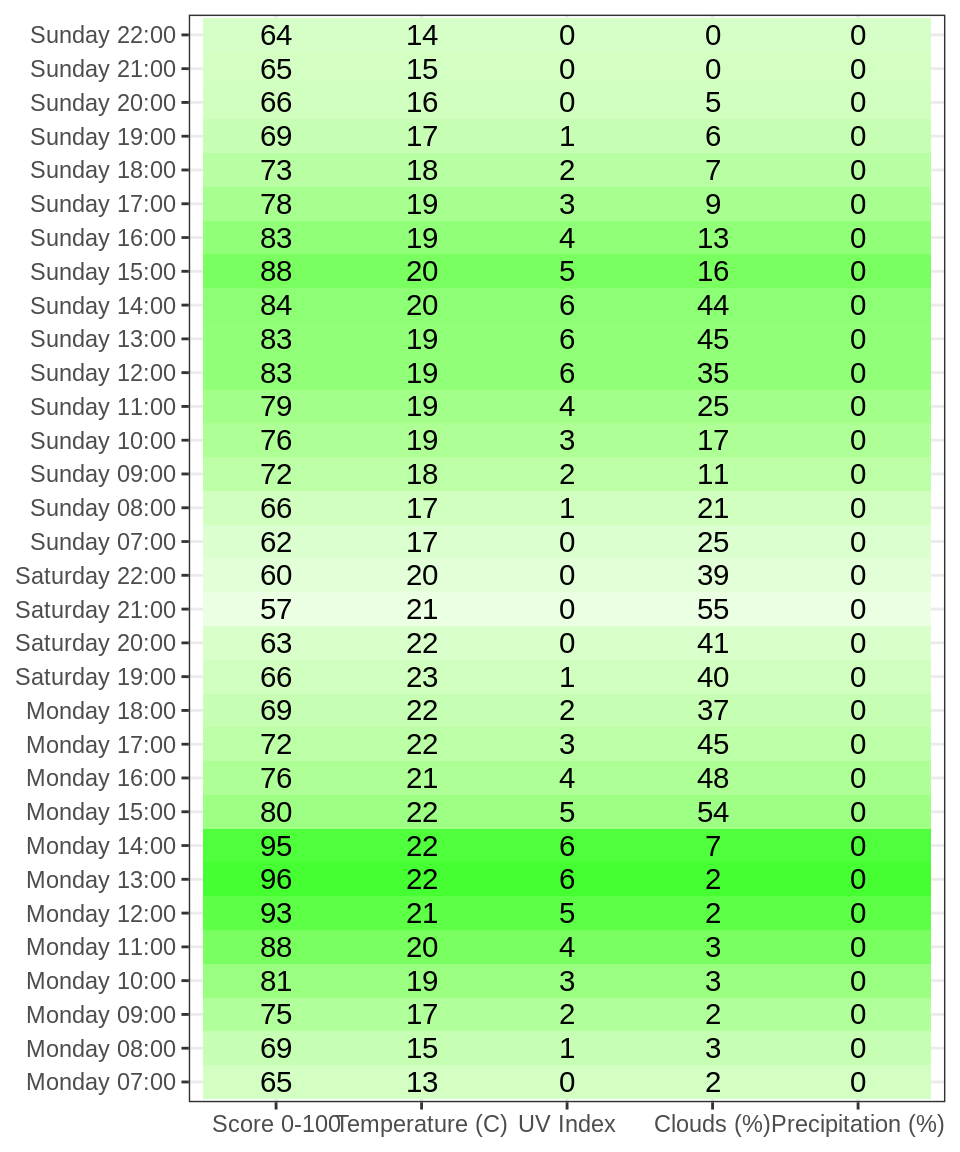 Sunday 22:00 64 14 0 0 0
Sunday 21:00 65 15 0 0 0
Sunday 20:00 66 16 0 5 0
Sunday 19:00 69 17 1 6 0
Sunday 18:00 73 18 2 7 0
Sunday 17:00 78 19 3 9 0
Sunday 16:00 83 19 4 13 0
Sunday 15:00 88 20 5 16 0
Sunday 14:00 84 20 6 44 0
Sunday 13:00 83 19 6 45 0
Sunday 12:00 83 19 6 35 0
Sunday 11:00 79 19 4 25 0
Sunday 10:00 76 19 3 17 0
Sunday 09:00 72 18 2 11 0
Sunday 08:00 66 17 1 21 0
Sunday 07:00 62 17 0 25 0
Saturday 22:00 60 20 0 39 0
Saturday 21:00 57 21 0 55 0
Saturday 20:00 63 22 0 41 0
Saturday 19:00 66 23 1 40 0
Monday 18:00 69 22 2 37 0
Monday 17:00 72 22 3 45 0
Monday 16:00 76 21 4 48 0
Monday 15:00 80 22 5 54 0
Monday 14:00 95 22 6 7 0
Monday 13:00 96 22 6 2 0
Monday 12:00 93 21 5 2 0
Monday 11:00 88 20 4 3 0
Monday 10:00 81 19 3 3 0
Monday 09:00 75 17 2 2 0
Monday 08:00 69 15 1 3 0
Monday 07:00 65 13 0 2 0
Score 0-100 Temperature (C) UV Index Clouds (%) Precipitation (%)